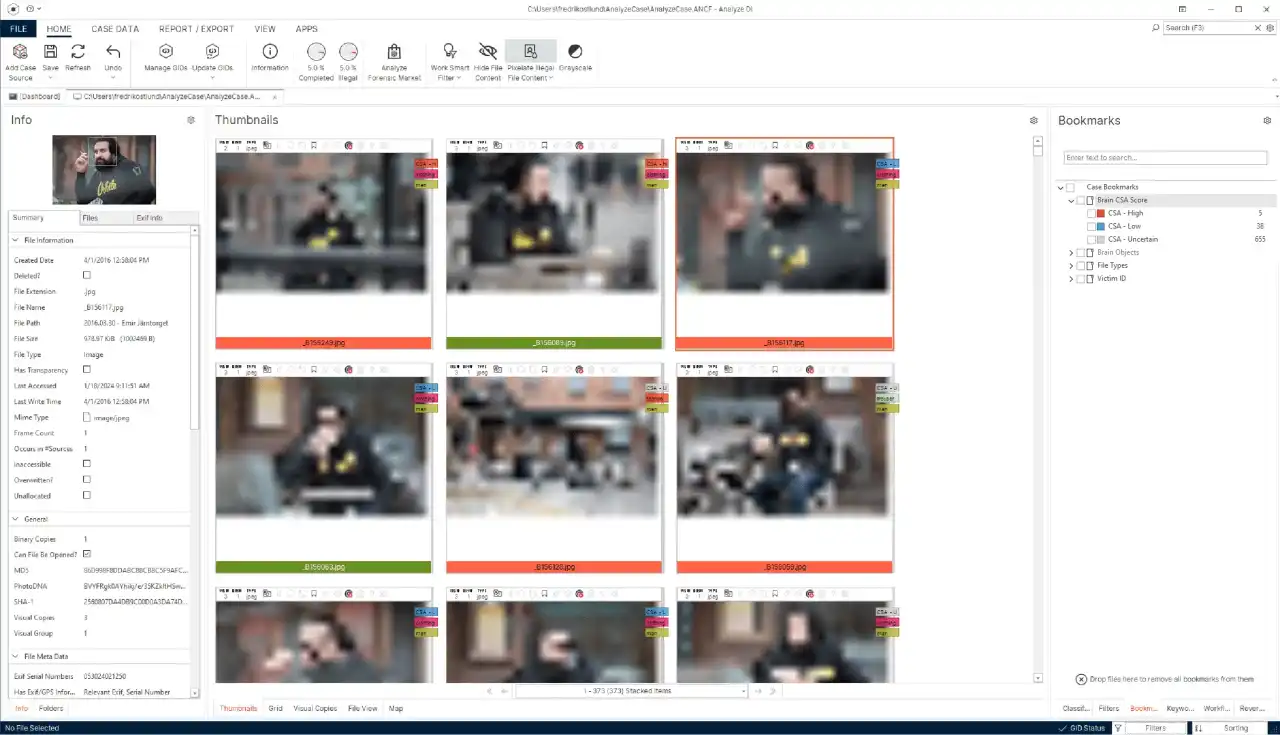 C:\Users\fredrikostlund\AnalyzeCase\AnalyzeCase.ANCF - Analyze DI
FILE HOME CASE DATA REPORT / EXPORT VIEW APPS
Search (F3)
Add Case Source
Save
Refresh
Undo
Manage GIDs
Update GIDs
Information
5.0 % Completed
5.0 % Illegal
Analyze Forensic Market
Work Smart Filter
Hide File Content
Pixelate Illegal File Content
Grayscale
[Dashboard] C:\Users\fredrikostlund\AnalyzeCase\AnalyzeCase.A...
Info
Summary Files Exif Info
File Information
Created Date 4/1/2016 12:58:04 PM
Deleted?
File Extension .jpg
File Name _B156117.jpg
File Path 2016.03.30 - Emir Järntorget
File Size
File Type Image
Has Transparency
Last Accessed 1/18/2024 9:11:51 AM
Last Write Time 4/1/2016 12:58:04 PM
Mime Type image/jpeg
Frame Count 1
Occurs in #Sources 1
Inaccessible
Overwritten?
Unallocated
General
Binary Copies 1
Can File Be Opened?
MD5
PhotoDNA
SHA-1
Visual Copies 3
Visual Group 1
File Meta Data
Exif Serial Numbers 053024021250
Has Exif/GPS Infor... Relevant Exif, Serial Number
Info Folders
Thumbnails
_B156249.jpg
_B156089.jpg
_B156117.jpg
_B156063.jpg
_B156126.jpg
_B156059.jpg
1 - 373 (373) Stacked Items
Thumbnails Grid Visual Copies File View Map
Bookmarks
Enter text to search...
Case Bookmarks
Brain CSA Score
CSA - High 5
CSA - Low 38
CSA - Uncertain 655
Brain Objects
File Types
Victim ID
Drop files here to remove all bookmarks from them
Classif... Filters Bookm... Keywo... Workfl... Rever...
No File Selected
GID Status Filters Sorting